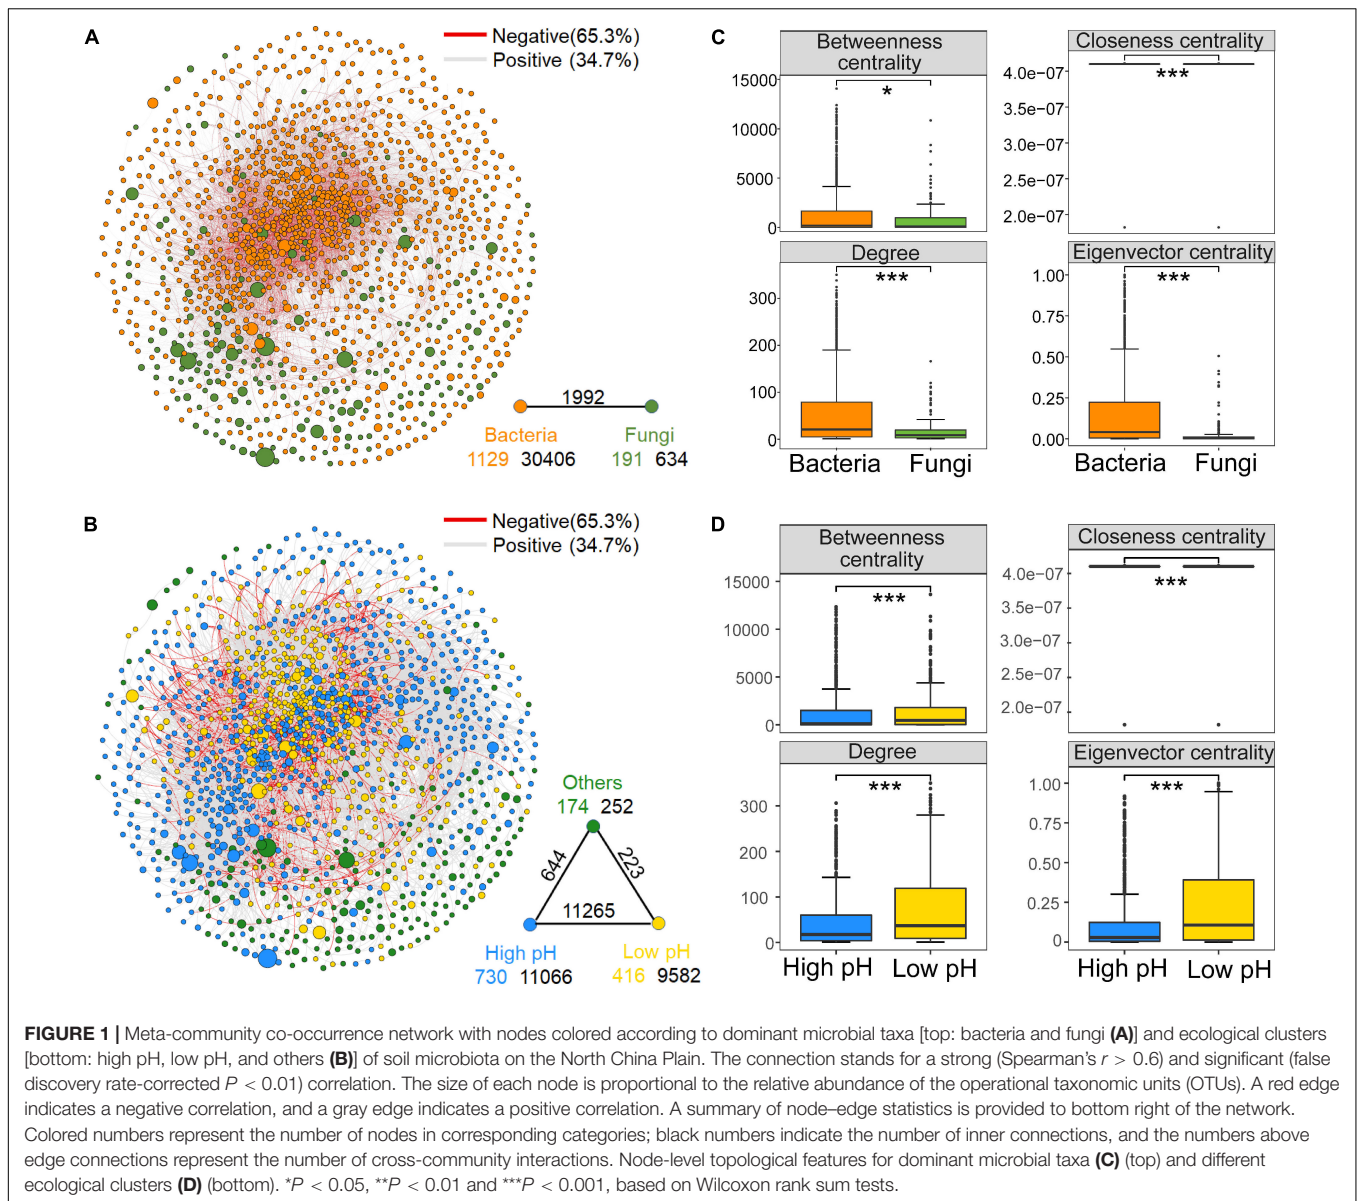 A
Negative(65.3%)
Positive (34.7%)
1992
Bacteria
Fungi
1129 30406
191 634
B
Negative(65.3%)
Positive (34.7%)
Others
174 252
644
223
11265
High pH
Low pH
730 11066
416 9582
C
Betweenness
centrality
15000
10000
5000
0
*
Closeness centrality
4.0e−07
3.5e−07
3.0e−07
2.5e−07
2.0e−07
***
Degree
300
200
100
0
***
Bacteria Fungi
Eigenvector centrality
1.00
0.75
0.50
0.25
0.00
***
Bacteria Fungi
D
Betweenness
centrality
15000
10000
5000
0
***
Closeness centrality
4.0e−07
3.5e−07
3.0e−07
2.5e−07
2.0e−07
***
Degree
300
200
100
0
***
High pH Low pH
Eigenvector centrality
1.00
0.75
0.50
0.25
0
***
High pH Low pH
FIGURE 1 | Meta-community co-occurrence network with nodes colored according to dominant microbial taxa [top: bacteria and fungi (A)] and ecological clusters
[bottom: high pH, low pH, and others (B)] of soil microbiota on the North China Plain. The connection stands for a strong (Spearman's r > 0.6) and significant (false
discovery rate-corrected P < 0.01) correlation. The size of each node is proportional to the relative abundance of the operational taxonomic units (OTUs). A red edge
indicates a negative correlation, and a gray edge indicates a positive correlation. A summary of node–edge statistics is provided to bottom right of the network.
Colored numbers represent the number of nodes in corresponding categories; black numbers indicate the number of inner connections, and the numbers above
edge connections represent the number of cross-community interactions. Node-level topological features for dominant microbial taxa (C) (top) and different
ecological clusters (D) (bottom). *P < 0.05, **P < 0.01 and ***P < 0.001, based on Wilcoxon rank sum tests.